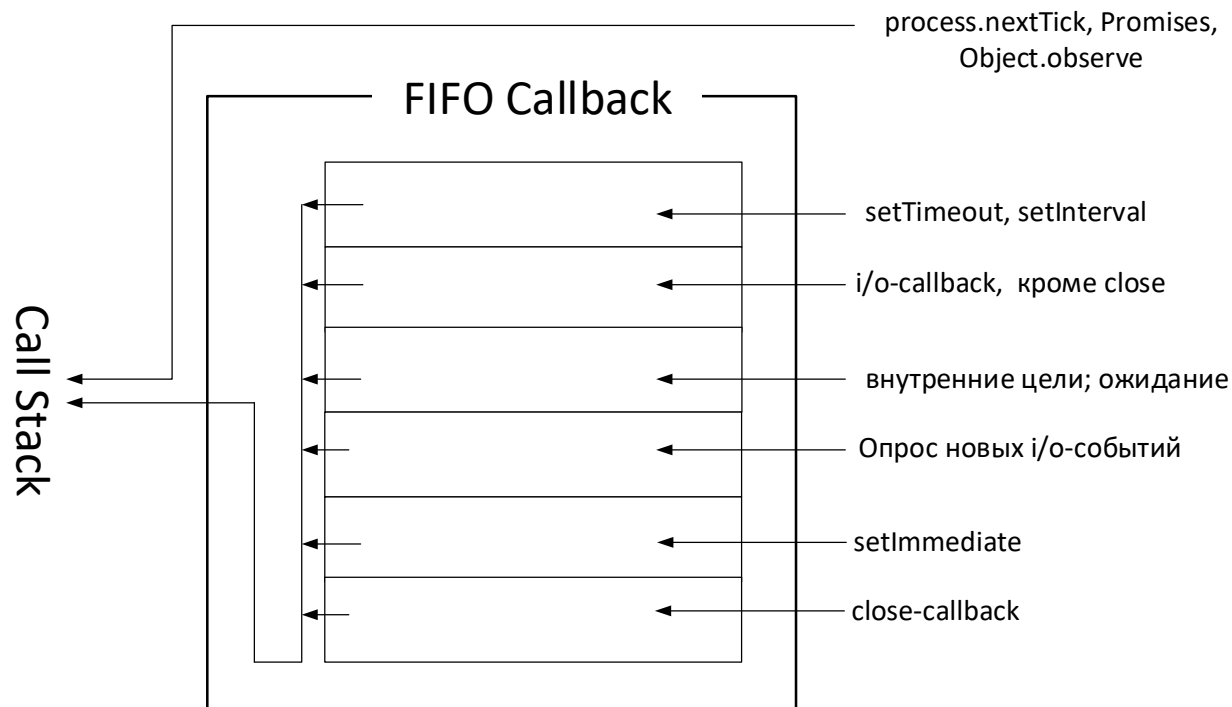 process.nextTick, Promises,
Object.observe
FIFO Callback
setTimeout, setInterval
i/o-callback, кроме close
внутренние цели; ожидание
Опрос новых i/o-событий
setImmediate
close-callback
Call Stack